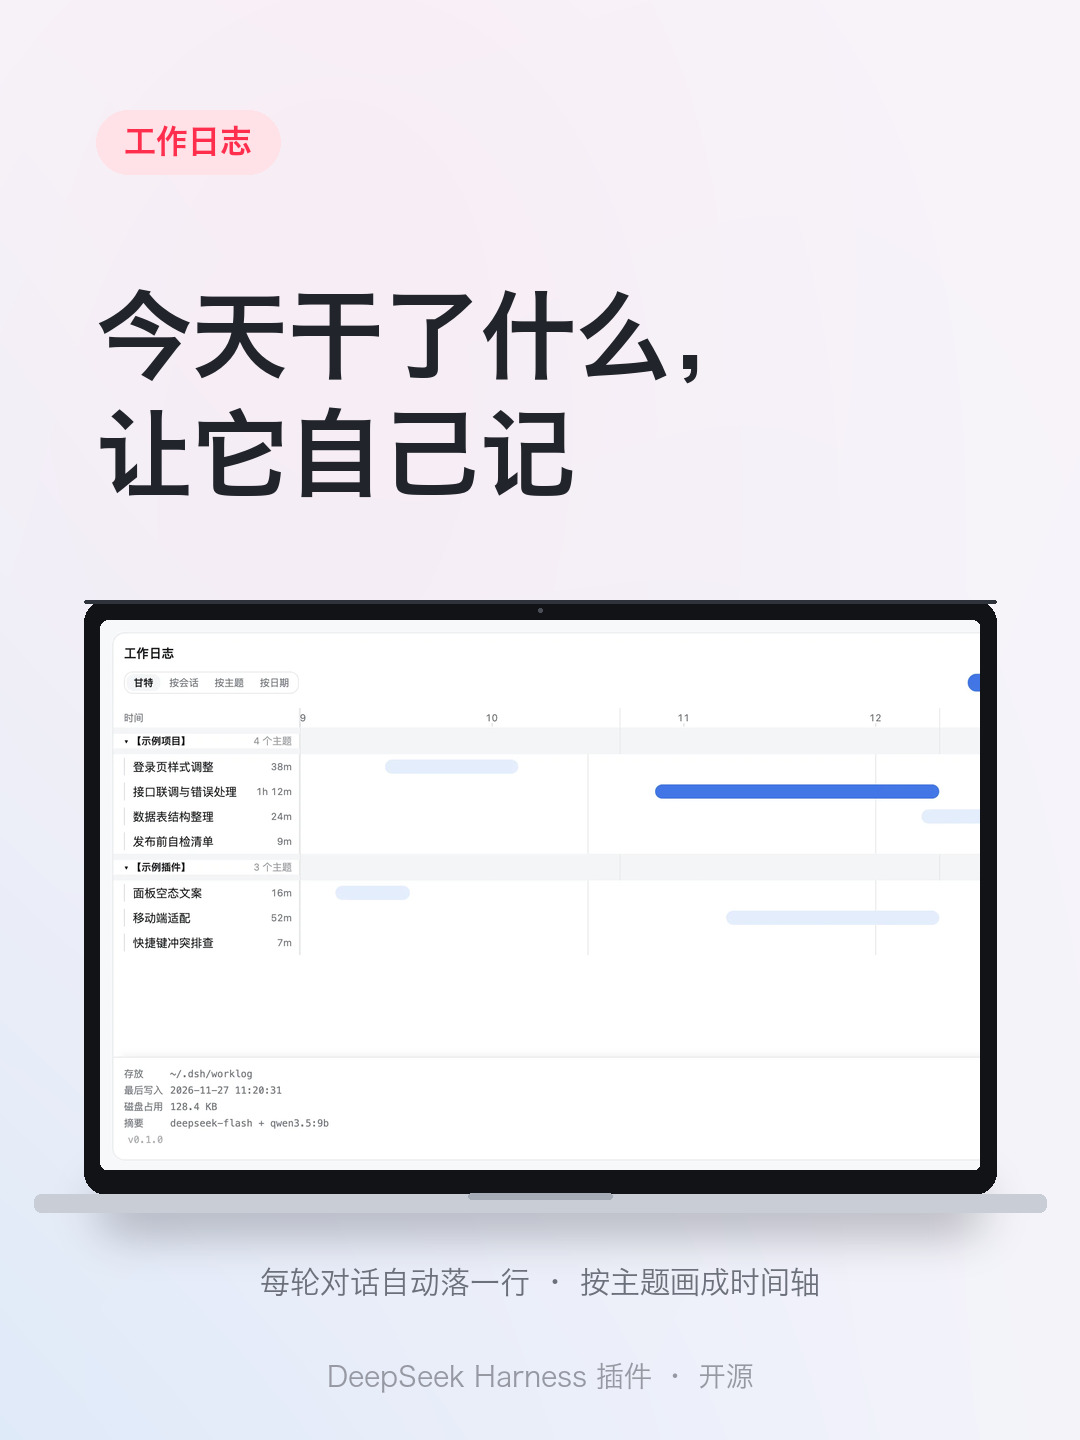 工作日志
今天干了什么，
让它自己记
工作日志
甘特 按会话 按主题 按日期
时间 9 10 11 12
▾ 【示例项目】 4 个主题
登录页样式调整 38m
接口联调与错误处理 1h 12m
数据表结构整理 24m
发布前自检清单 9m
▾ 【示例插件】 3 个主题
面板空态文案 16m
移动端适配 52m
快捷键冲突排查 7m
存放 ~/.dsh/worklog
最后写入 2026-11-27 11:20:31
磁盘占用 128.4 KB
摘要 deepseek-flash + qwen3.5:9b
v0.1.0
每轮对话自动落一行 · 按主题画成时间轴
DeepSeek Harness 插件 · 开源